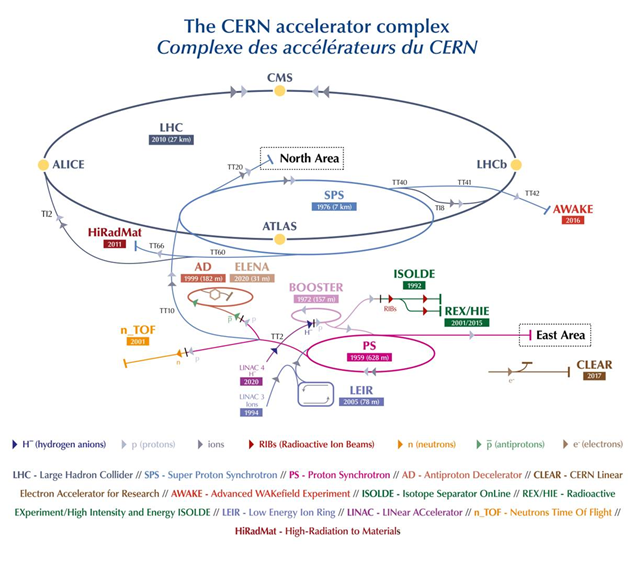 The CERN accelerator complex
Complexe des accélérateurs du CERN
CMS
LHC
2010 (27 km)
ALICE
TT20
North Area
LHCb
TT40
TT41
SPS
1976 (7 km)
TI8
TT42
AWAKE
2016
TI2
ATLAS
HiRadMat
2011
TT66
TT60
AD
1999 (182 m)
ELENA
2020 (31 m)
ISOLDE
1992
BOOSTER
1972 (157 m)
RIBs
REX/HIE
2001/2015
TT10
p
H⁻
p
n_TOF
2001
TT2
East Area
PS
1959 (628 m)
n
p
LINAC 4
H⁻
2020
CLEAR
2017
e⁻
LINAC 3
Ions
1994
LEIR
2005 (78 m)
H⁻ (hydrogen anions)
p (protons)
ions
RIBs (Radioactive Ion Beams)
n (neutrons)
p̅ (antiprotons)
e⁻ (electrons)
LHC - Large Hadron Collider // SPS - Super Proton Synchrotron // PS - Proton Synchrotron // AD - Antiproton Decelerator // CLEAR - CERN Linear
Electron Accelerator for Research // AWAKE - Advanced WAKefield Experiment // ISOLDE - Isotope Separator OnLine // REX/HIE - Radioactive
EXperiment/High Intensity and Energy ISOLDE // LEIR - Low Energy Ion Ring // LINAC - LINear ACcelerator // n_TOF - Neutrons Time Of Flight //
HiRadMat - High-Radiation to Materials